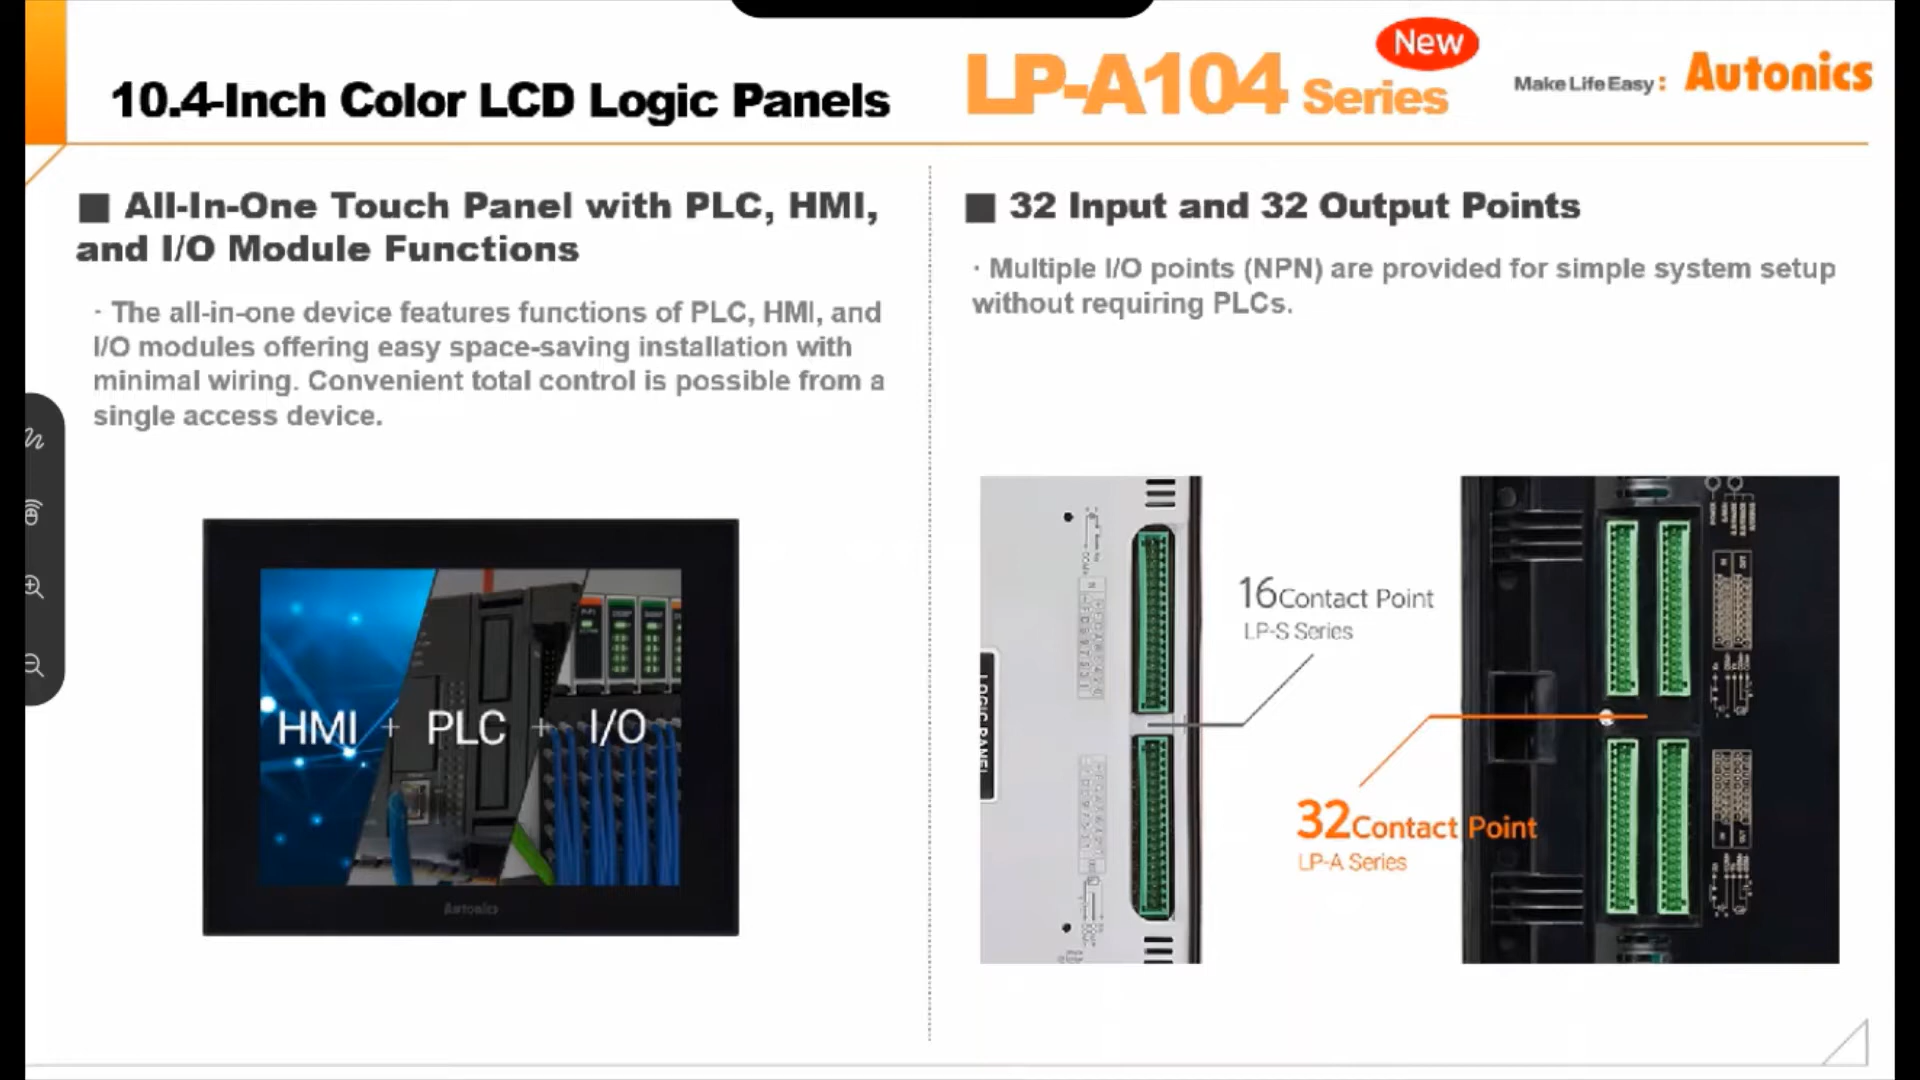 10.4-Inch Color LCD Logic Panels
LP-A104 Series
New
Make Life Easy: Autonics
■ All-In-One Touch Panel with PLC, HMI,
and I/O Module Functions
· The all-in-one device features functions of PLC, HMI, and
I/O modules offering easy space-saving installation with
minimal wiring. Convenient total control is possible from a
single access device.
HMI + PLC + I/O
Autonics
■ 32 Input and 32 Output Points
· Multiple I/O points (NPN) are provided for simple system setup
without requiring PLCs.
LOGIC PANEL
16Contact Point
LP-S Series
32Contact Point
LP-A Series